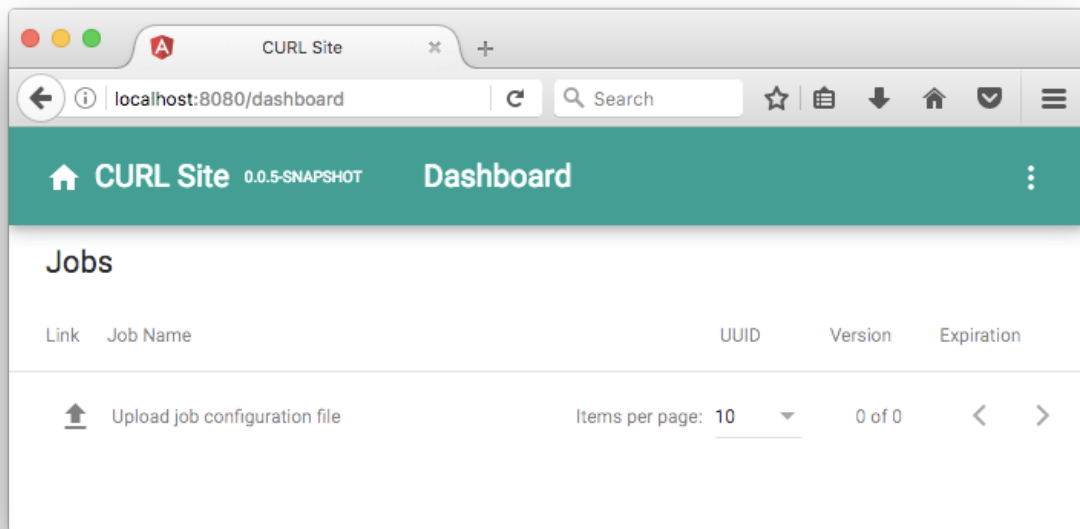 CURL Site
localhost:8080/dashboard Search
CURL Site 0.0.5-SNAPSHOT Dashboard
Jobs
Link Job Name UUID Version Expiration
Upload job configuration file Items per page: 10 0 of 0